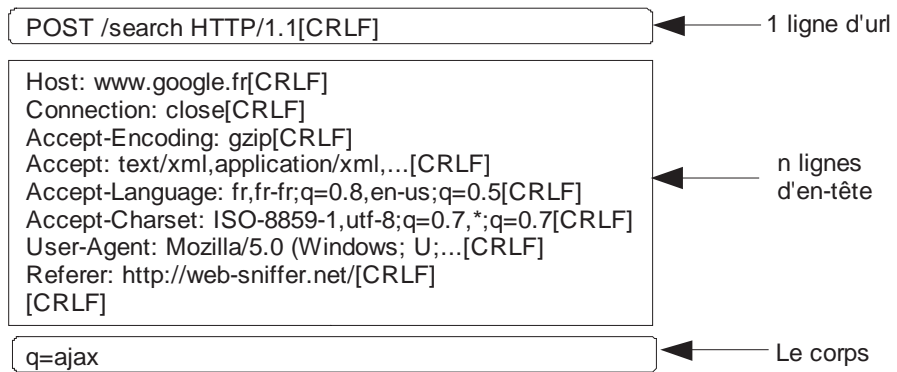 POST /search HTTP/1.1[CRLF]
1 ligne d'url
Host: www.google.fr[CRLF]
Connection: close[CRLF]
Accept-Encoding: gzip[CRLF]
Accept: text/xml,application/xml,...[CRLF]
Accept-Language: fr,fr-fr;q=0.8,en-us;q=0.5[CRLF]
Accept-Charset: ISO-8859-1,utf-8;q=0.7,*;q=0.7[CRLF]
User-Agent: Mozilla/5.0 (Windows; U;...[CRLF]
Referer: http://web-sniffer.net/[CRLF]
[CRLF]
n lignes
d'en-tête
q=ajax
Le corps